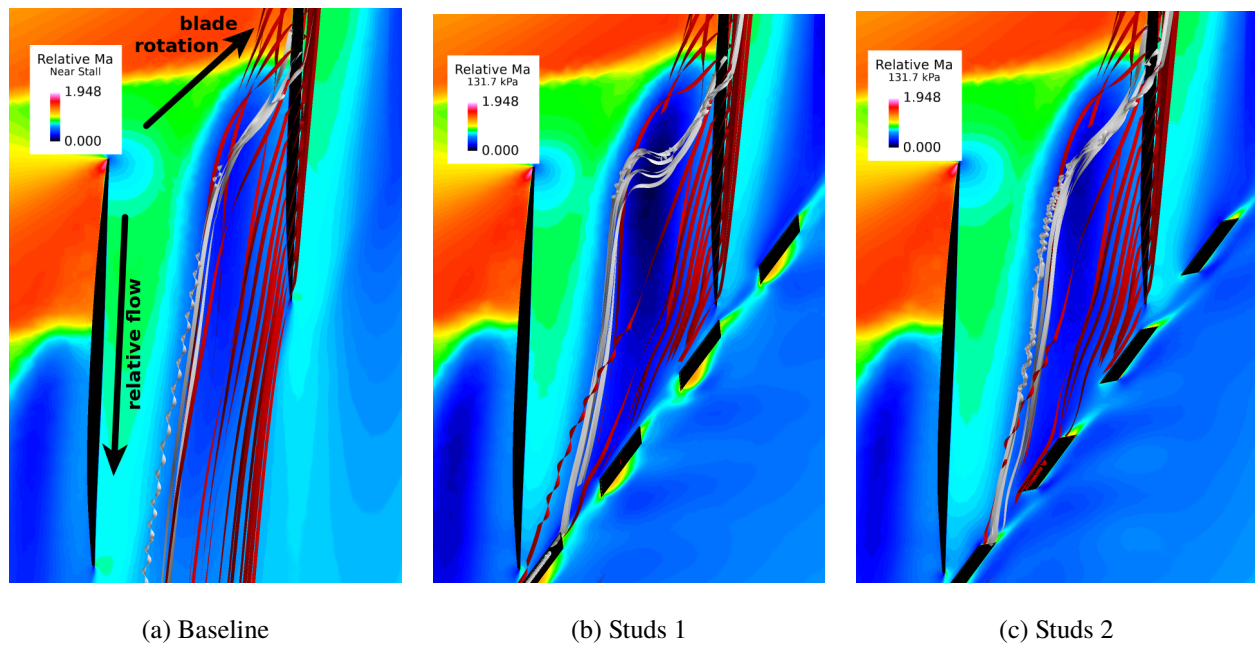 blade
rotation
Relative Ma
Near Stall
1.948
0.000
relative flow
Relative Ma
131.7 kPa
1.948
0.000
Relative Ma
131.7 kPa
1.948
0.000
(a) Baseline
(b) Studs 1
(c) Studs 2